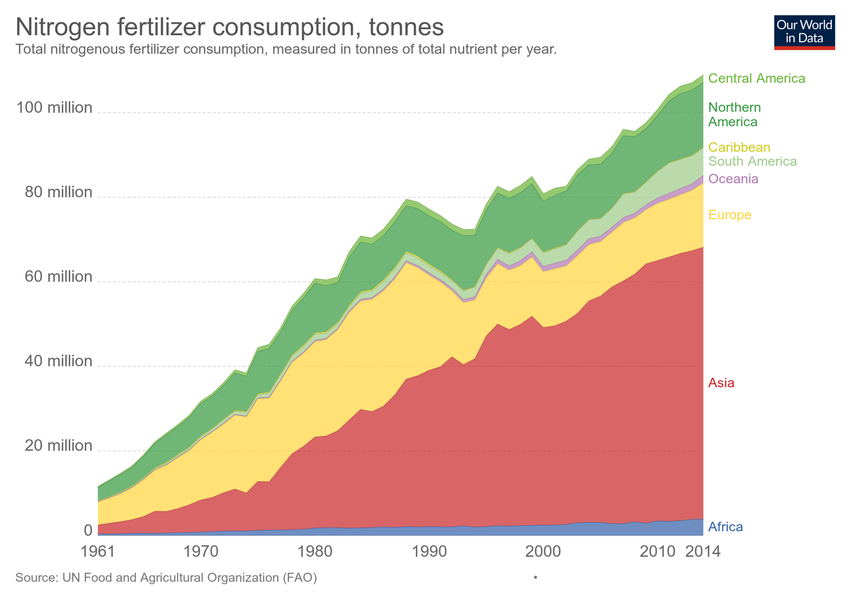 Nitrogen fertilizer consumption, tonnes
Total nitrogenous fertilizer consumption, measured in tonnes of total nutrient per year.
Our World
in Data
100 million
80 million
60 million
40 million
20 million
0
Central America
Northern
America
Caribbean
South America
Oceania
Europe
Asia
Africa
1961 1970 1980 1990 2000 2010 2014
Source: UN Food and Agricultural Organization (FAO)